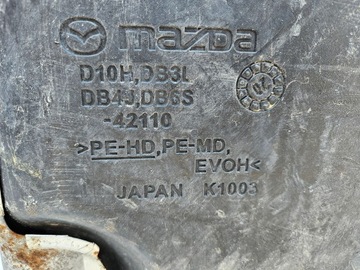 mazda
D10H,DB3L
DB4J,DB6S
-42110
>PE-HD,PE-MD,
EVOH<
JAPAN K1003